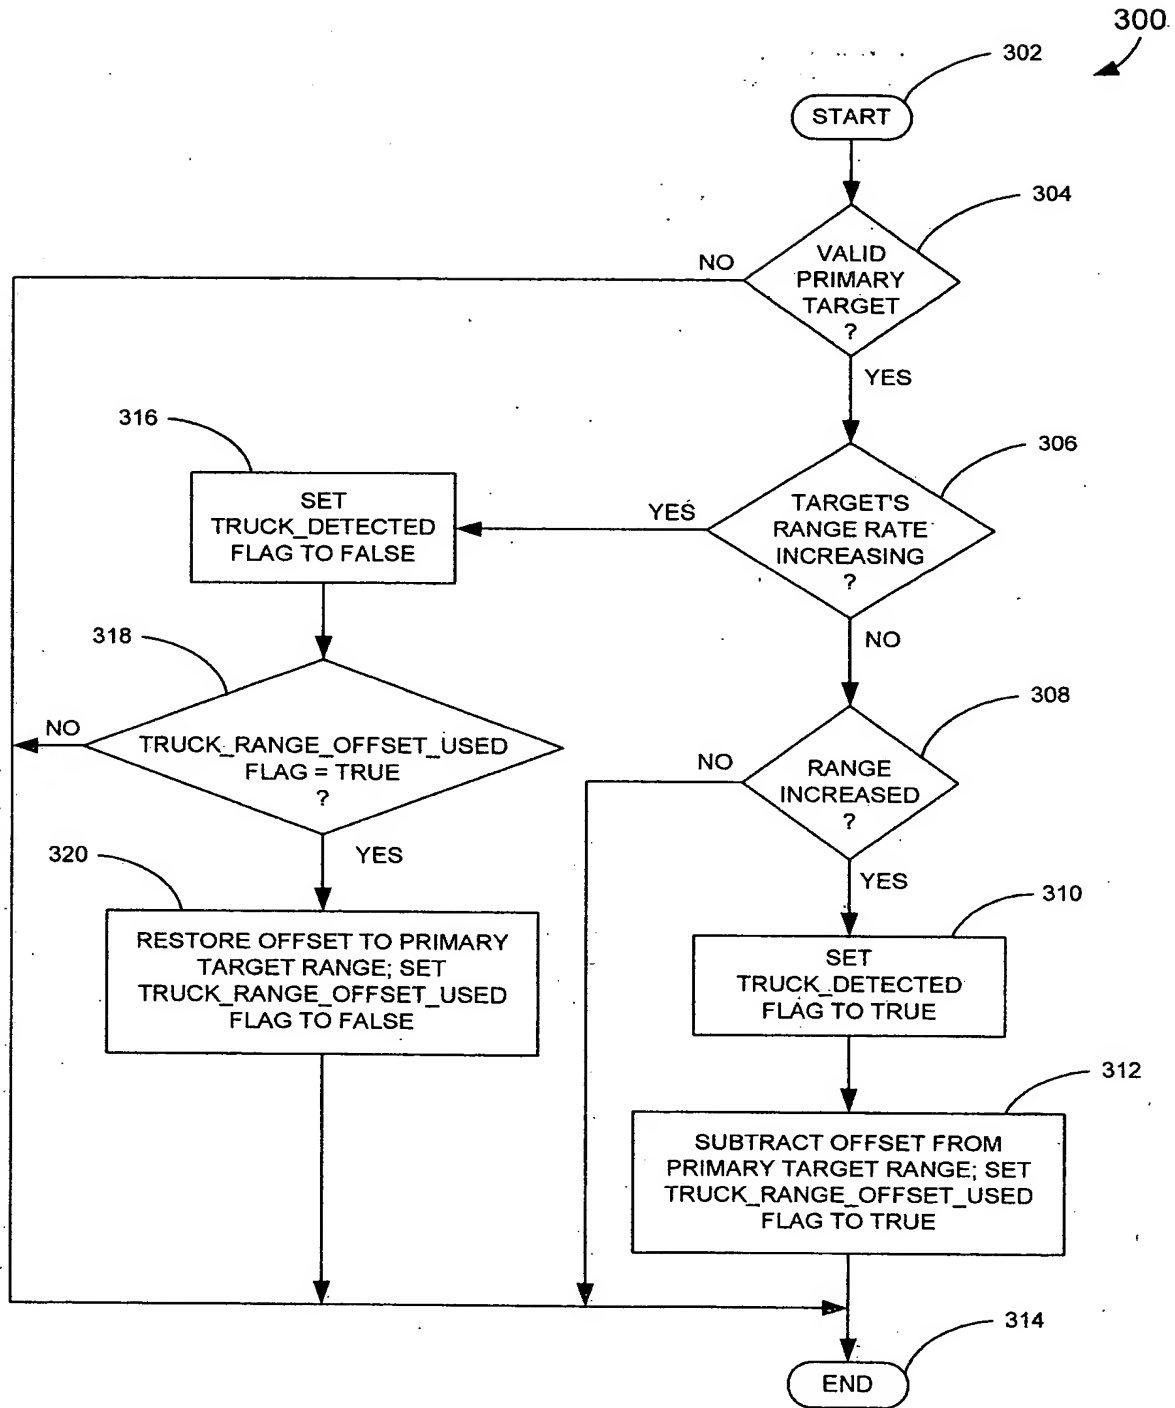 300
302
START
304
VALID
PRIMARY
TARGET
?
NO
YES
316
306
SET
TRUCK_DETECTED
FLAG TO FALSE
YES
TARGET'S
RANGE RATE
INCREASING
?
NO
318
308
TRUCK_RANGE_OFFSET_USED
FLAG = TRUE
?
NO
YES
RANGE
INCREASED
?
NO
YES
320
310
RESTORE OFFSET TO PRIMARY
TARGET RANGE; SET
TRUCK_RANGE_OFFSET_USED
FLAG TO FALSE
SET
TRUCK_DETECTED
FLAG TO TRUE
312
SUBTRACT OFFSET FROM
PRIMARY TARGET RANGE; SET
TRUCK_RANGE_OFFSET_USED
FLAG TO TRUE
314
END